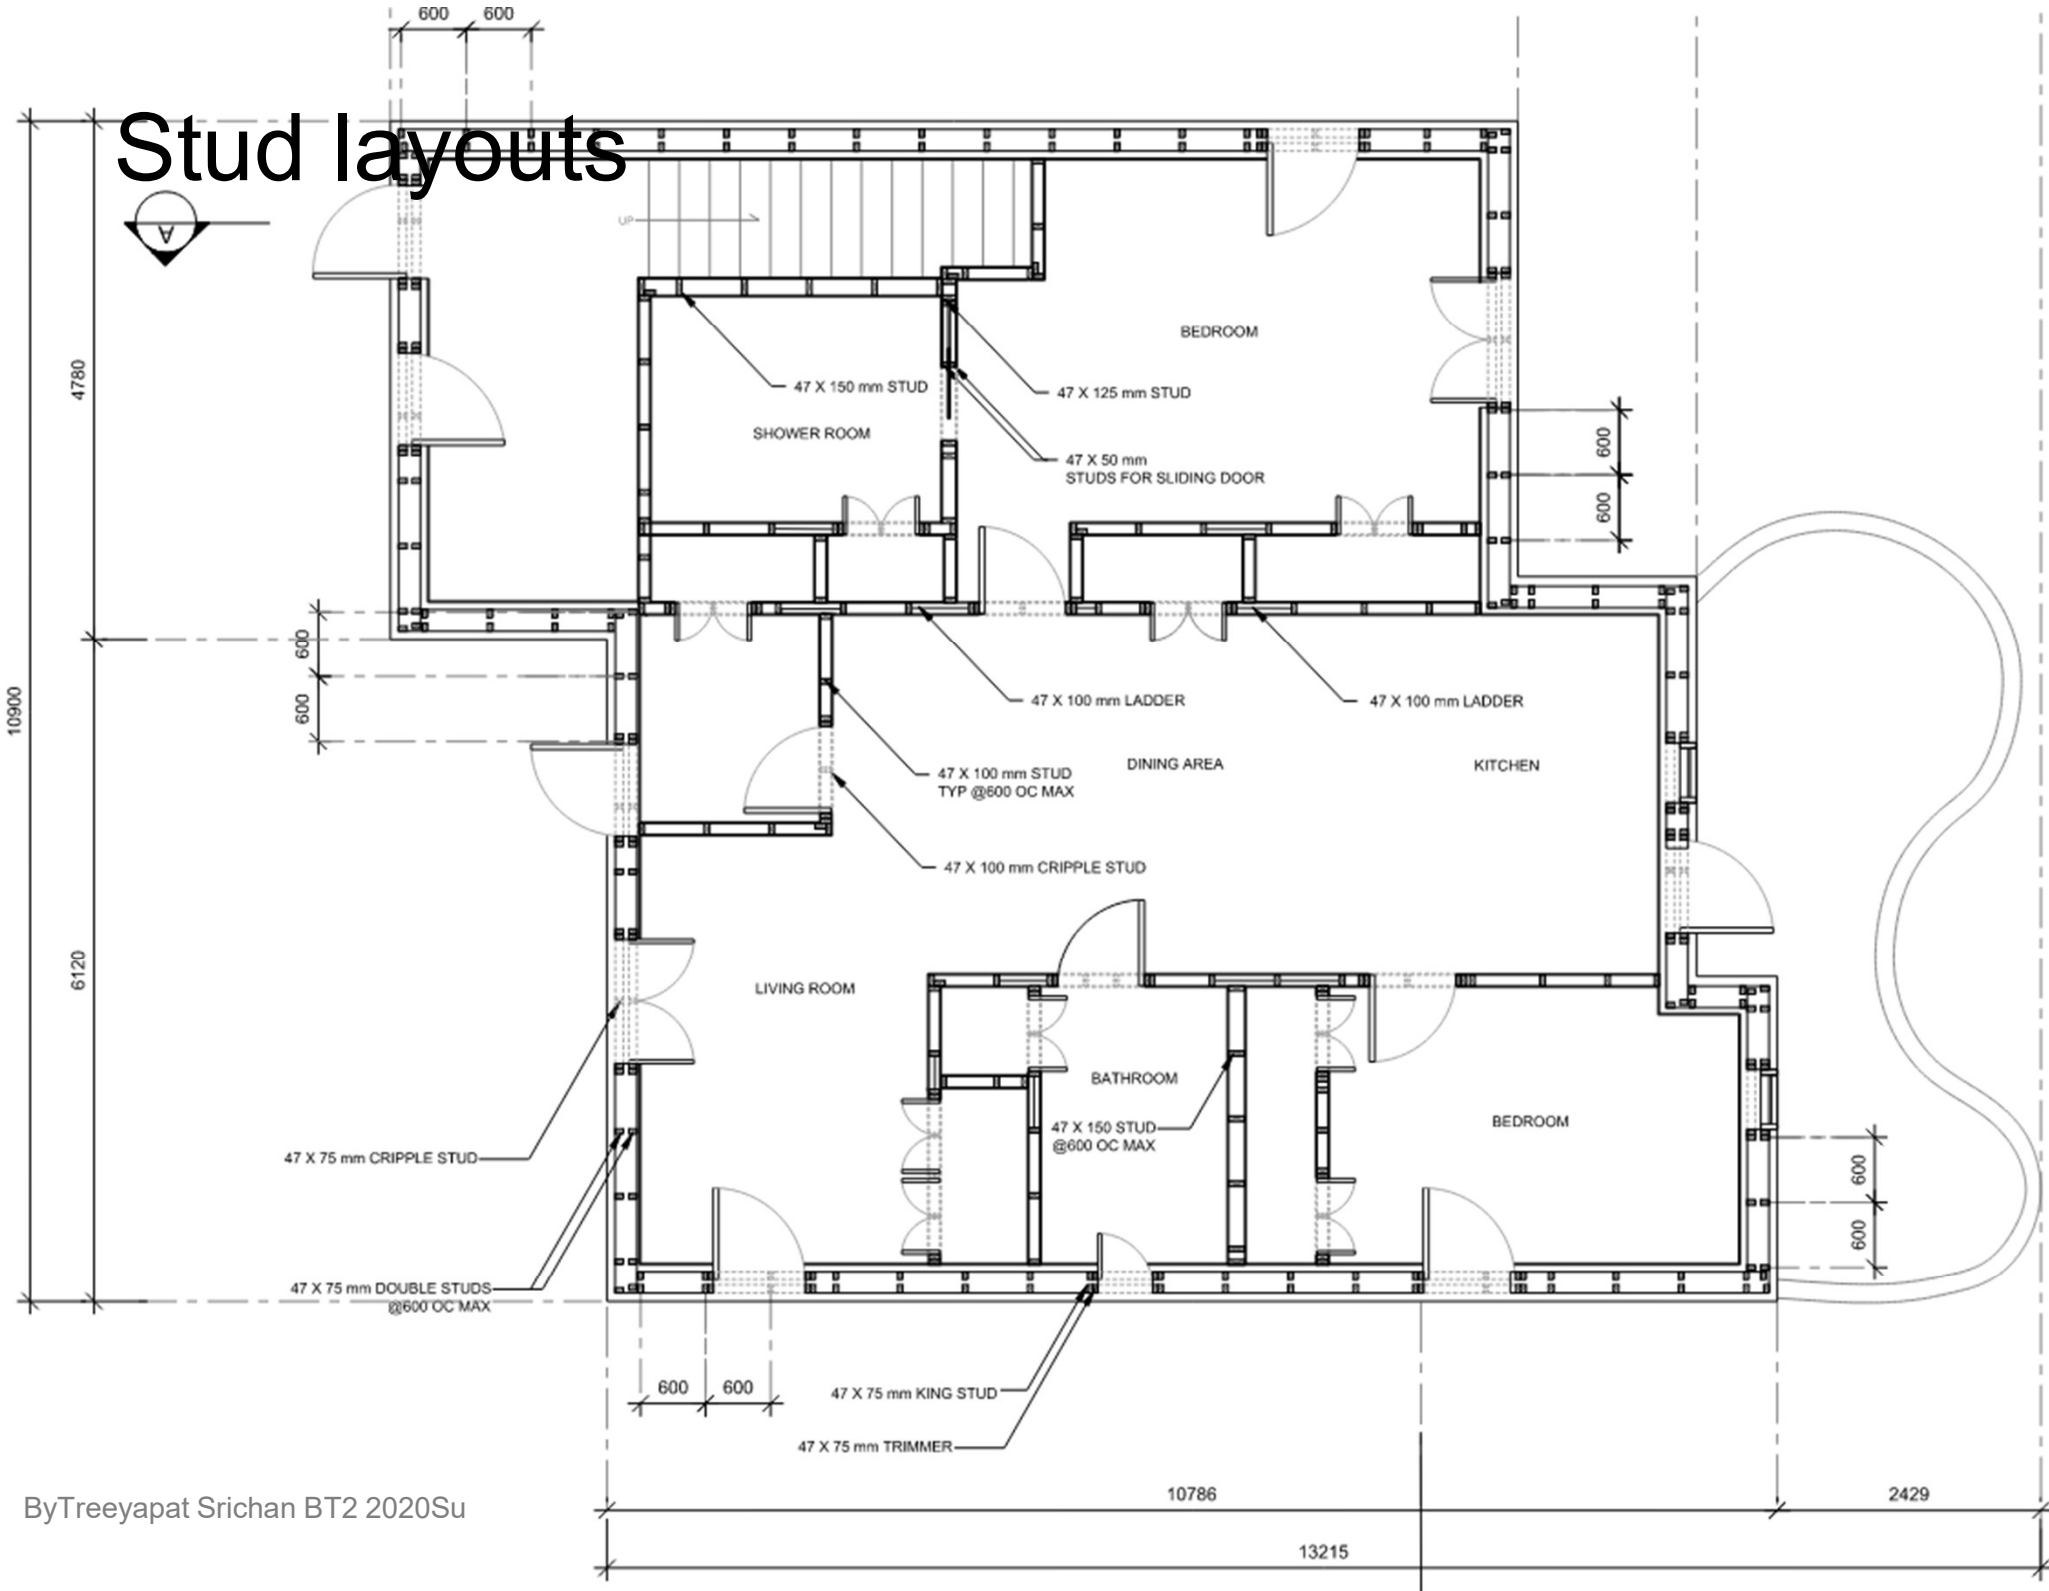 600
600
Stud layouts
A
UP
BEDROOM
4780
47 X 150 mm STUD
47 X 125 mm STUD
SHOWER ROOM
600
47 X 50 mm
STUDS FOR SLIDING DOOR
600
600
10900
600
47 X 100 mm LADDER
47 X 100 mm LADDER
DINING AREA
KITCHEN
47 X 100 mm STUD
TYP @600 OC MAX
47 X 100 mm CRIPPLE STUD
6120
LIVING ROOM
BATHROOM
47 X 150 STUD
@600 OC MAX
BEDROOM
47 X 75 mm CRIPPLE STUD
600
600
47 X 75 mm DOUBLE STUDS
@600 OC MAX
600
600
47 X 75 mm KING STUD
47 X 75 mm TRIMMER
10786
2429
ByTreeyapat Srichan BT2 2020Su
13215